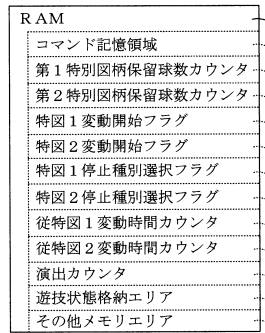 RAM
コマンド記憶領域
第1特別図柄保留球数カウンタ
第2特別図柄保留球数カウンタ
特図1変動開始フラグ
特図2変動開始フラグ
特図1停止種別選択フラグ
特図2停止種別選択フラグ
従特図1変動時間カウンタ
従特図2変動時間カウンタ
演出カウンタ
遊技状態格納エリア
その他メモリエリア